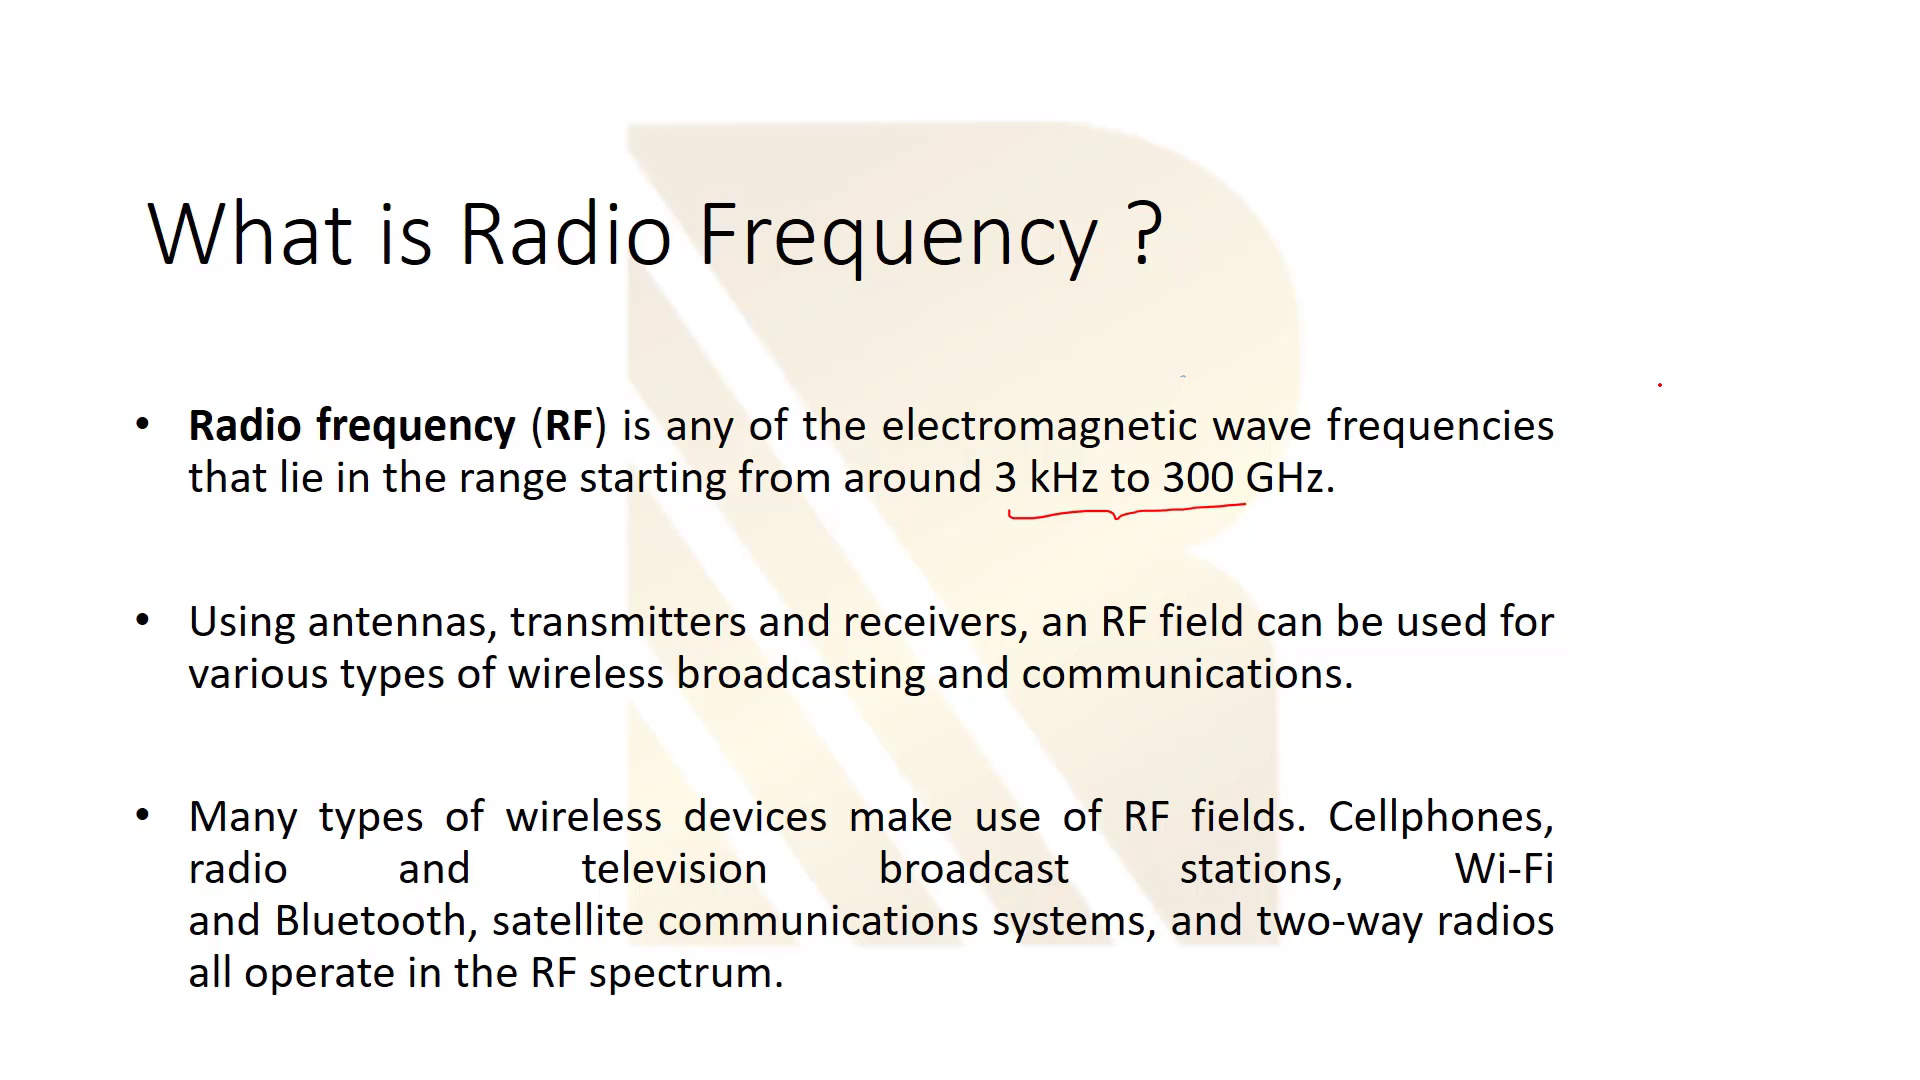 What is Radio Frequency ?
• Radio frequency (RF) is any of the electromagnetic wave frequencies
that lie in the range starting from around 3 kHz to 300 GHz.
• Using antennas, transmitters and receivers, an RF field can be used for
various types of wireless broadcasting and communications.
• Many types of wireless devices make use of RF fields. Cellphones,
radio and television broadcast stations, Wi-Fi
and Bluetooth, satellite communications systems, and two-way radios
all operate in the RF spectrum.